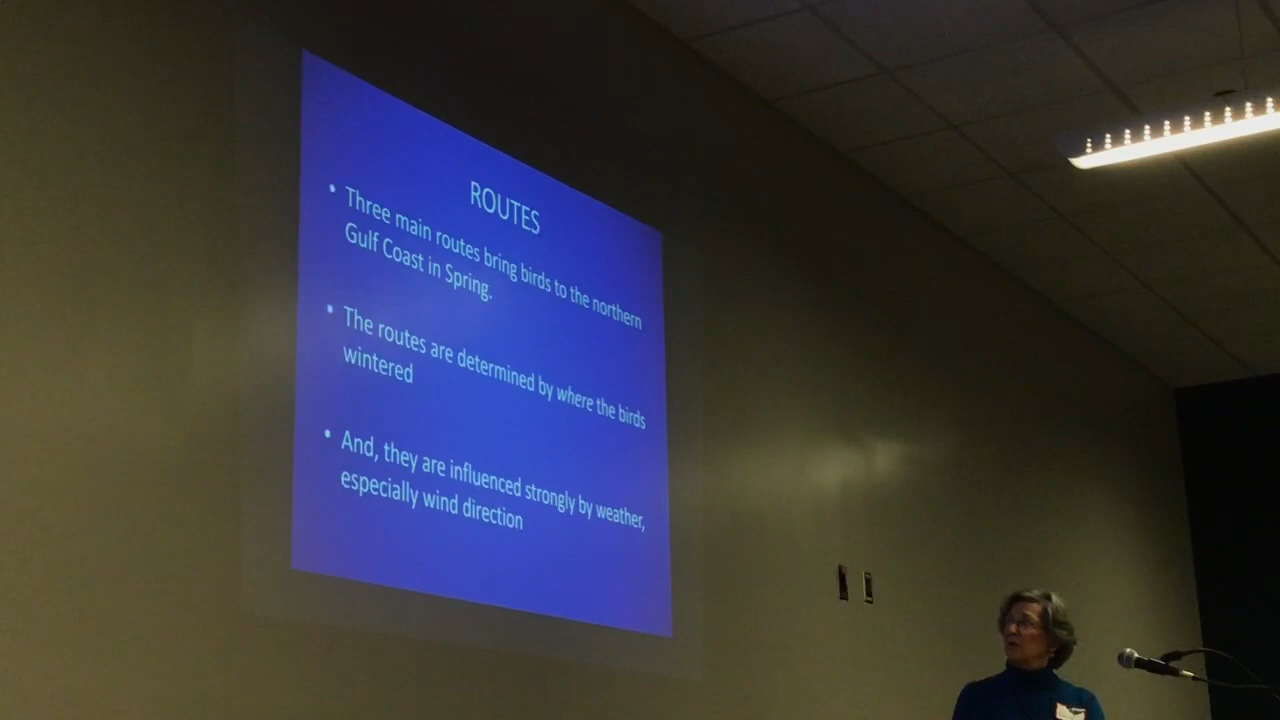 ROUTES
• Three main routes bring birds to the northern
Gulf Coast in Spring.
• The routes are determined by where the birds
wintered
• And, they are influenced strongly by weather,
especially wind direction